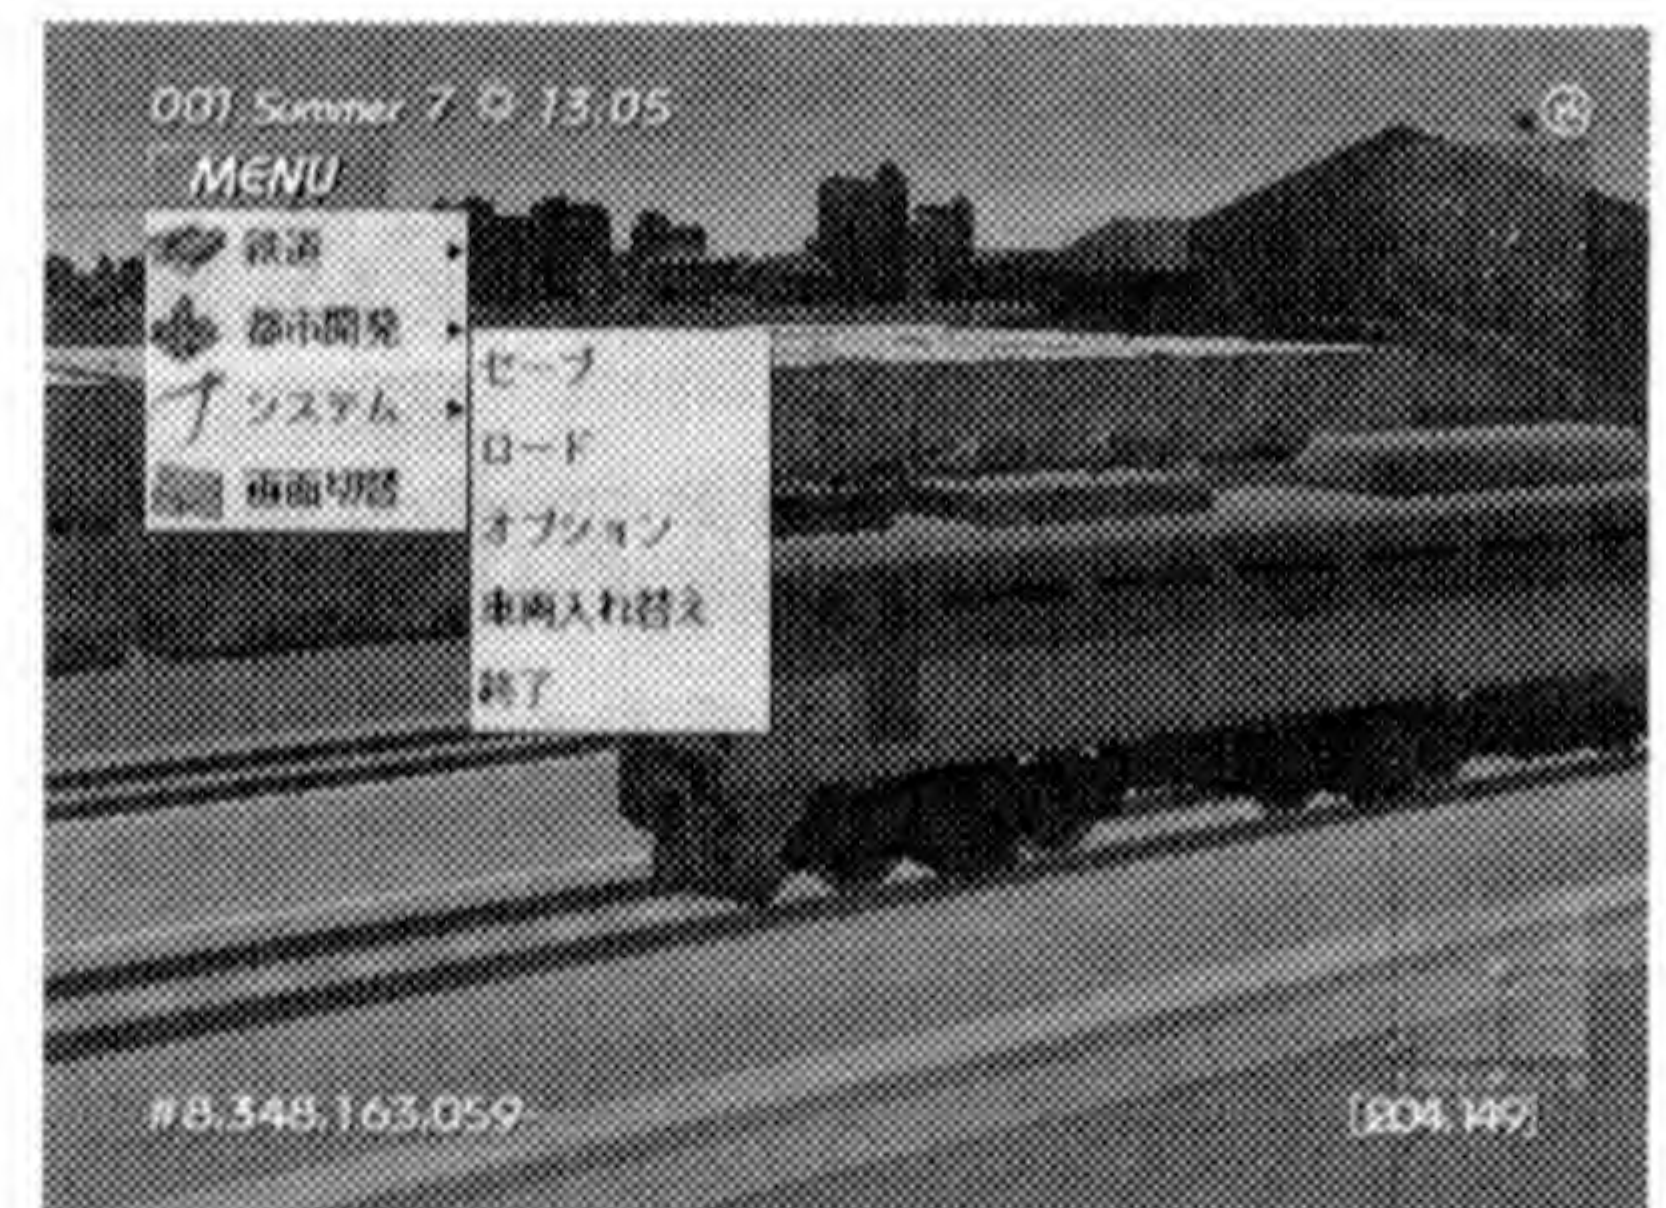 001 Summer 7 13:05
MENU
鉄道
都市開発
システム
画面切替
セーブ
ロード
オプション
車両入れ替え
終了
#8,348,163,059
[204,149]